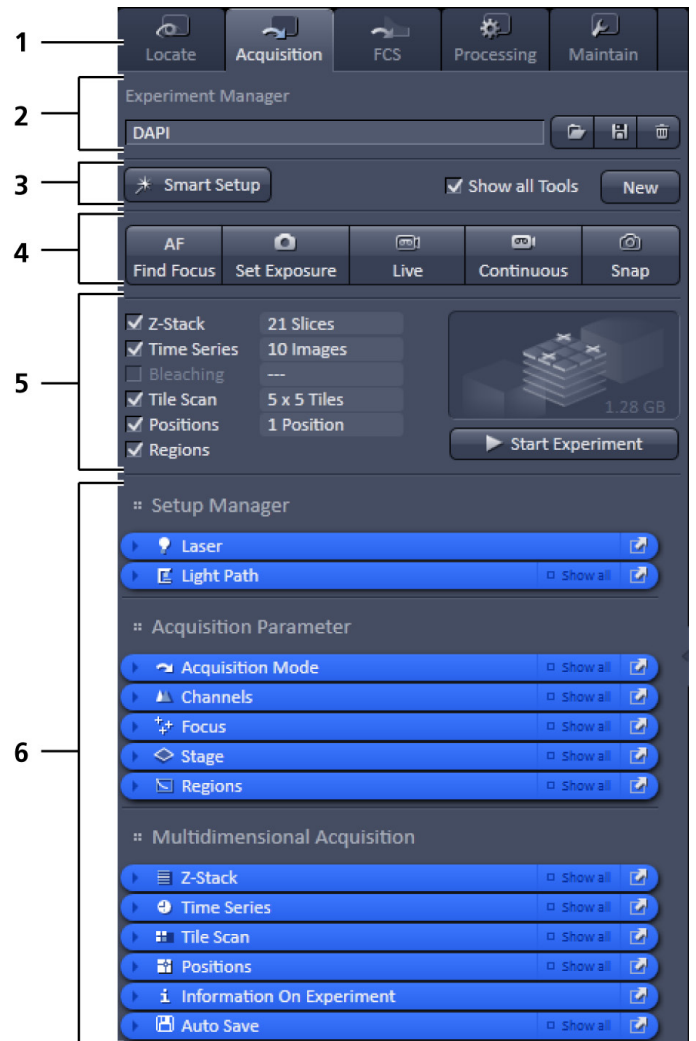 1
Locate Acquisition FCS Processing Maintain
2
Experiment Manager
DAPI
3
Smart Setup Show all Tools New
4
AF
Find Focus Set Exposure Live Continuous Snap
5
Z-Stack 21 Slices
Time Series 10 Images
Bleaching ---
Tile Scan 5 x 5 Tiles
1.28 GB
Positions 1 Position
Regions
Start Experiment
6
Setup Manager
Laser
Light Path Show all
Acquisition Parameter
Acquisition Mode Show all
Channels Show all
Focus Show all
Stage Show all
Regions Show all
Multidimensional Acquisition
Z-Stack Show all
Time Series Show all
Tile Scan Show all
Positions Show all
Information On Experiment
Auto Save Show all